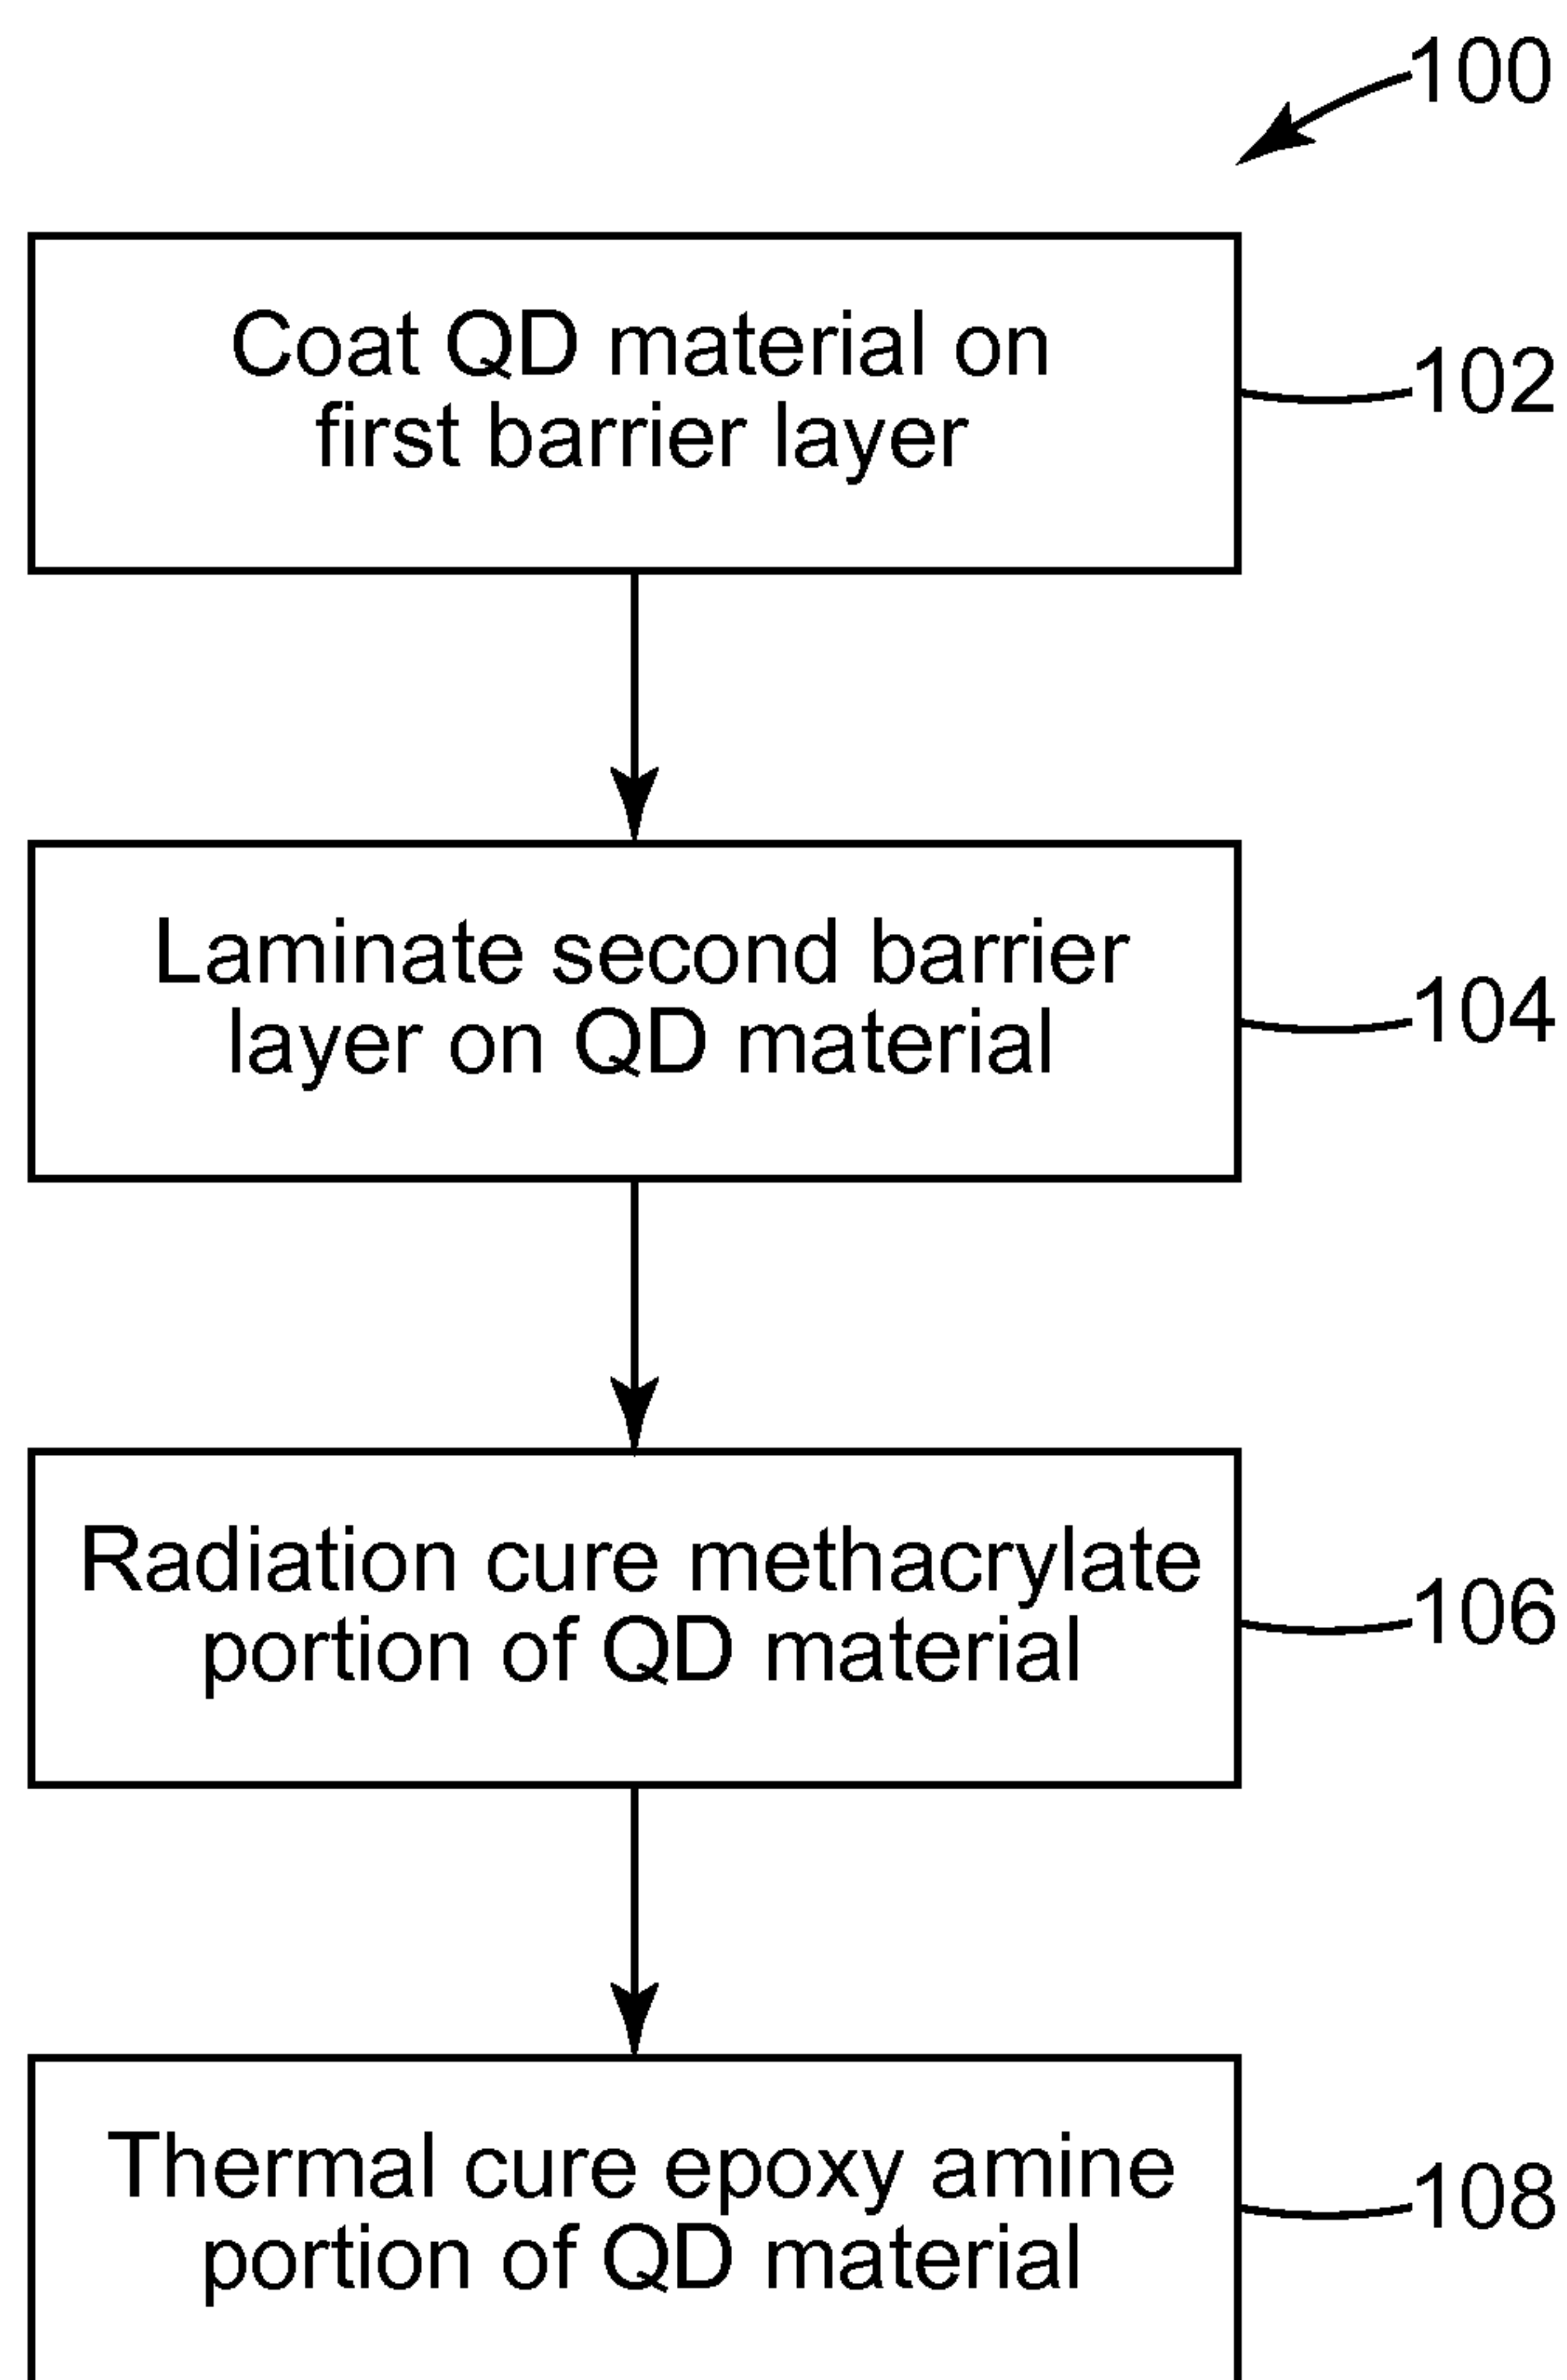 100
Coat QD material on
first barrier layer
102
Laminate second barrier
layer on QD material
104
Radiation cure methacrylate
portion of QD material
106
Thermal cure epoxy amine
portion of QD material
108